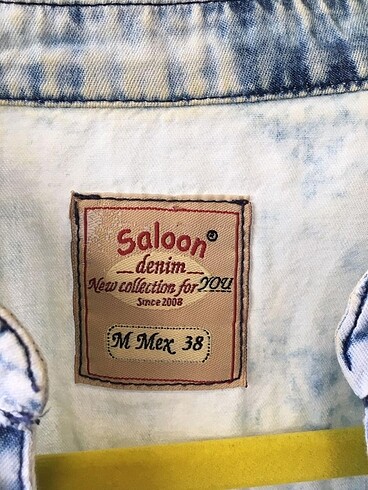 Saloon
denim
New collection for YOU
Since 2008
M Mex 38